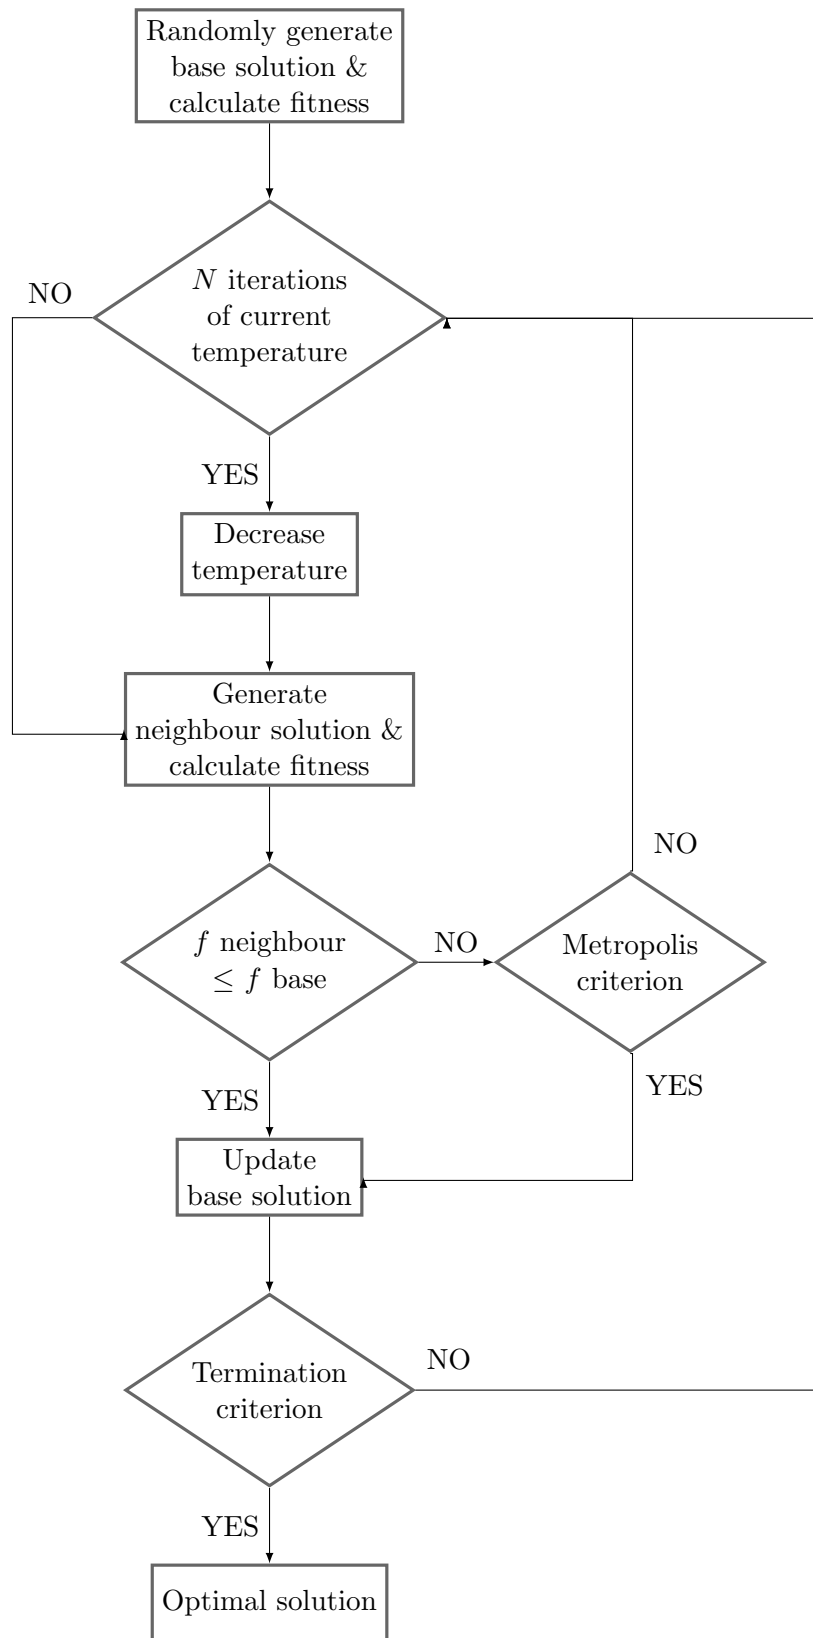 Randomly generate
base solution &
calculate fitness
N iterations
of current
temperature
NO
YES
Decrease
temperature
Generate
neighbour solution &
calculate fitness
f neighbour
≤ f base
NO
Metropolis
criterion
NO
YES
YES
Update
base solution
Termination
criterion
NO
YES
Optimal solution